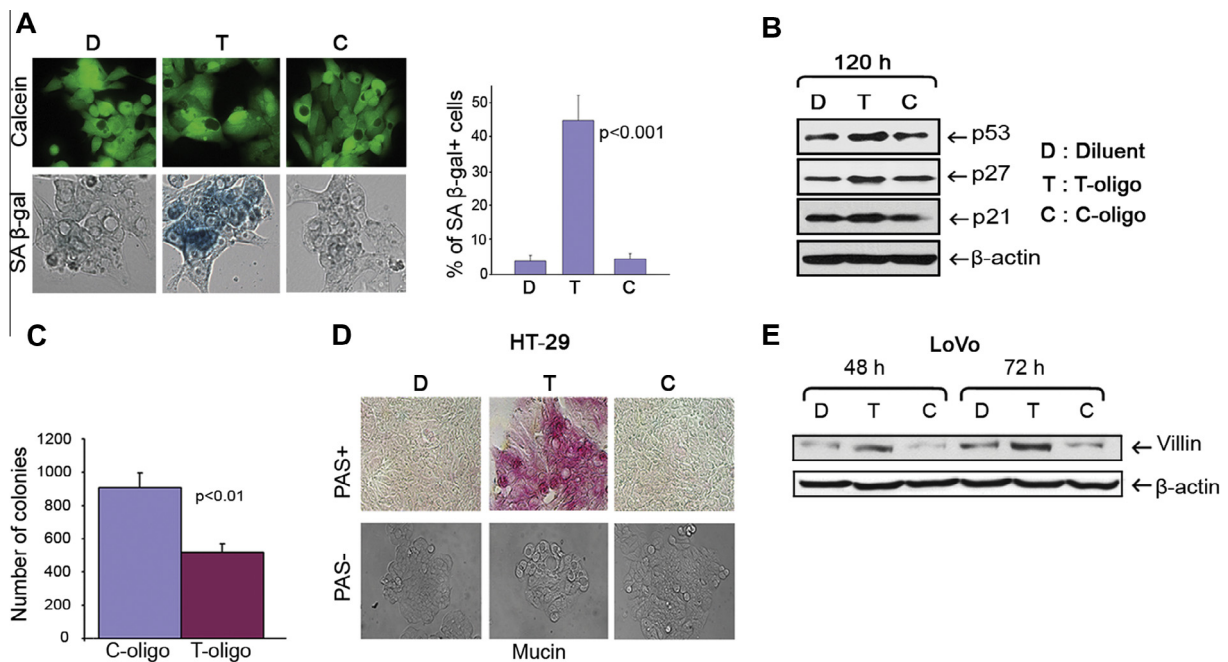 A
D T C
Calcein
SA β-gal
% of SA β-gal+ cells
50
40
30
20
10
0
p<0.001
D T C
B
120 h
D T C
←p53
←p27
←p21
←β-actin
D : Diluent
T : T-oligo
C : C-oligo
C
Number of colonies
1200
1000
800
600
400
200
0
p<0.01
C-oligo T-oligo
D
HT-29
D T C
PAS+
PAS-
Mucin
E
LoVo
48 h 72 h
D T C D T C
← Villin
← β-actin